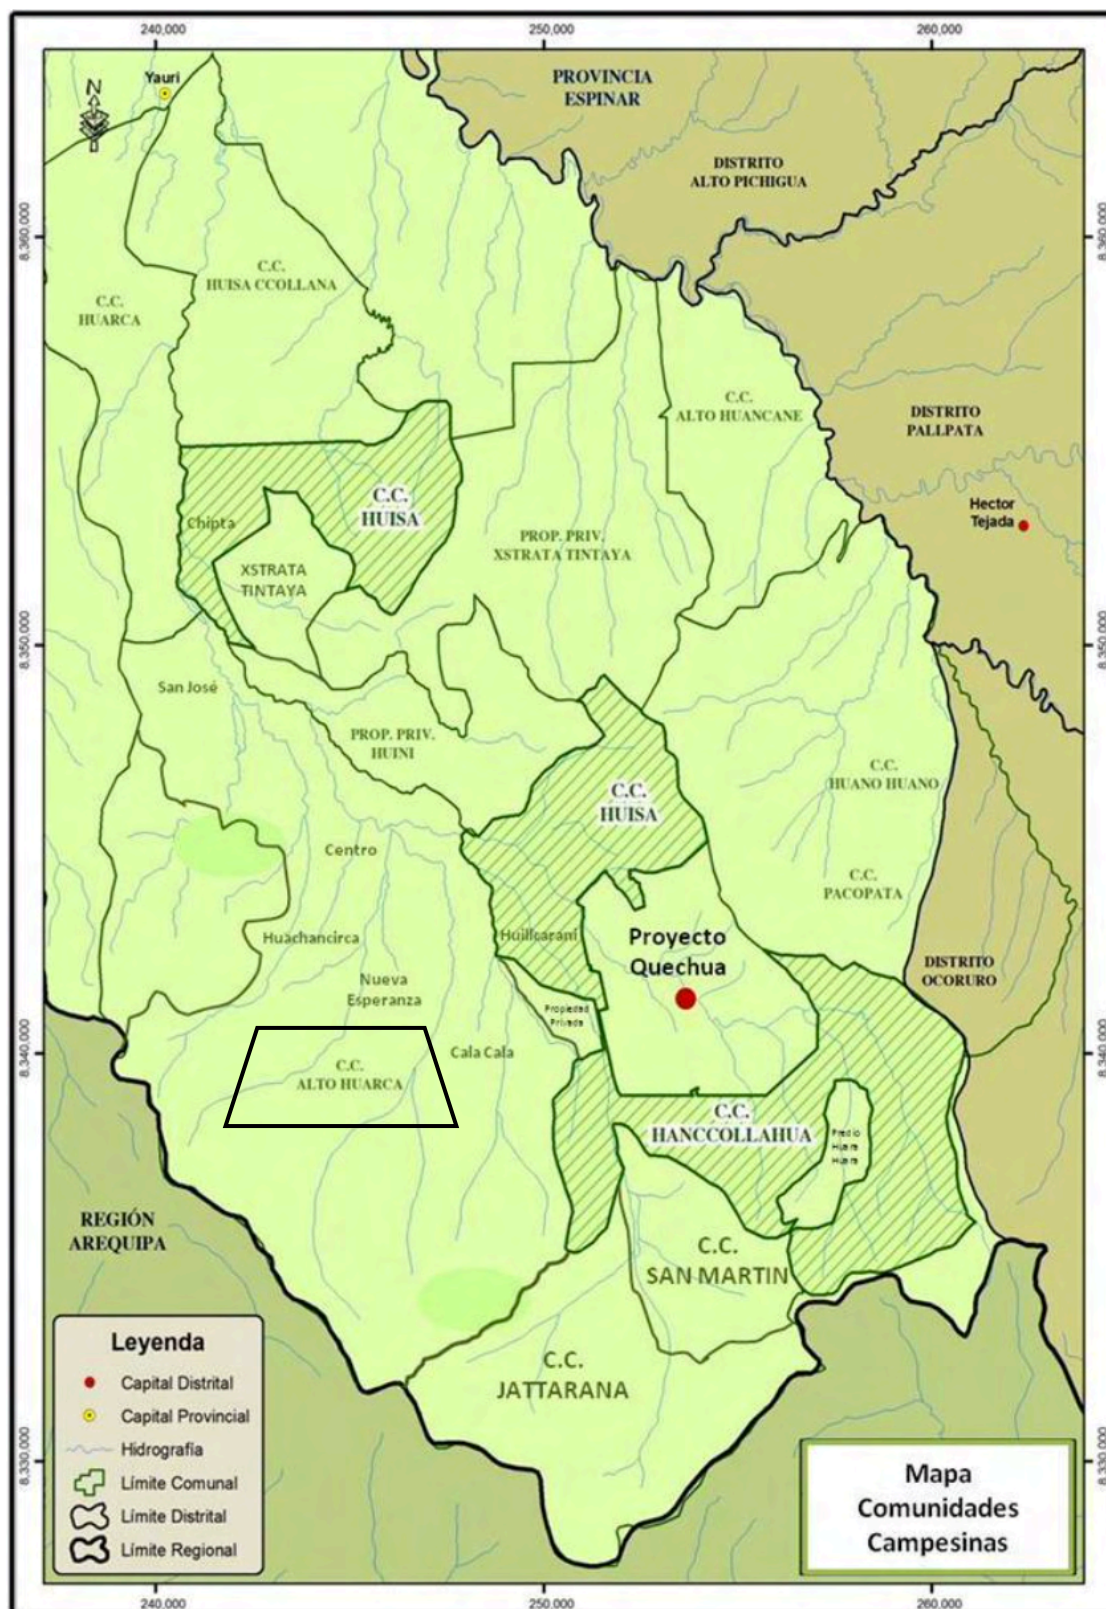 240,000
250,000
260,000
N
Yauri
PROVINCIA
ESPINAR
DISTRITO
ALTO PICHIGUA
8,360,000
8,360,000
C.C.
HUISA CCOLLANA
C.C.
HUARCA
C.C.
ALTO HUANCANE
DISTRITO
PALLPATA
C.C.
HUISA
Chipta
Hector
Tejada
PROP. PRIV.
XSTRATA TINTAYA
XSTRATA
TINTAYA
8,350,000
8,350,000
San José
PROP. PRIV.
HUINI
C.C.
HUANO HUANO
C.C.
HUISA
Centro
C.C.
PACOPATA
Huachancirca
Huillcarani
Proyecto
Quechua
DISTRITO
OCORURO
Nueva
Esperanza
Propiedad
Privada
8,340,000
8,340,000
Cala Cala
C.C.
ALTO HUARCA
C.C.
HANCCOLLAHUA
Predio
Huara
Huara
REGIÓN
AREQUIPA
C.C.
SAN MARTIN
C.C.
JATTARANA
Leyenda
Capital Distrital
Capital Provincial
Hidrografía
Límite Comunal
Límite Distrital
Límite Regional
8,330,000
8,330,000
Mapa
Comunidades
Campesinas
240,000
250,000
260,000